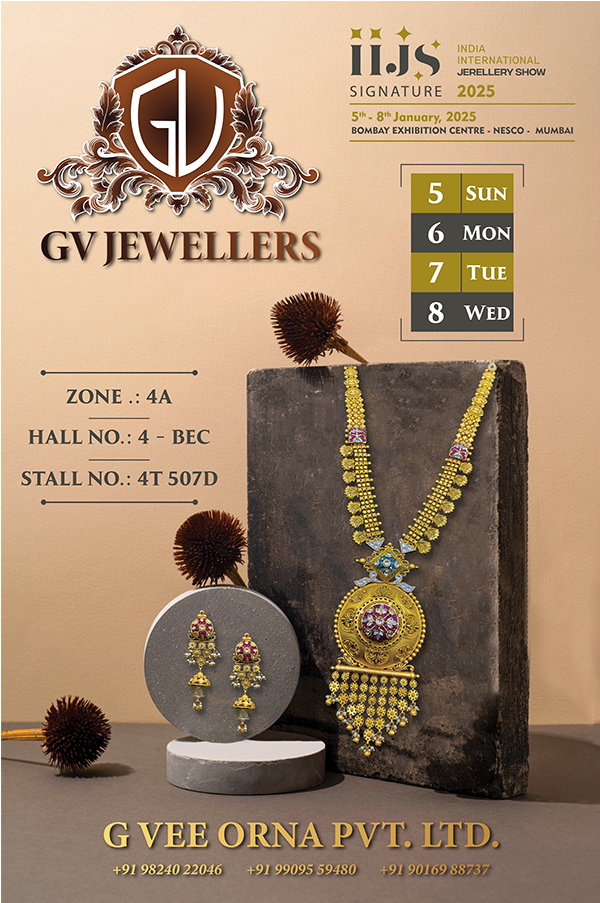 GV
GV JEWELLERS
iijs
SIGNATURE
INDIA
INTERNATIONAL
JERELLERY SHOW
2025
5th - 8th January, 2025
BOMBAY EXHIBITION CENTRE - NESCO - MUMBAI
5 SUN
6 MON
7 TUE
8 WED
ZONE .: 4A
HALL NO.: 4 - BEC
STALL NO.: 4T 507D
G VEE ORNA PVT. LTD.
+91 98240 22046 +91 99095 59480 +91 90169 88737